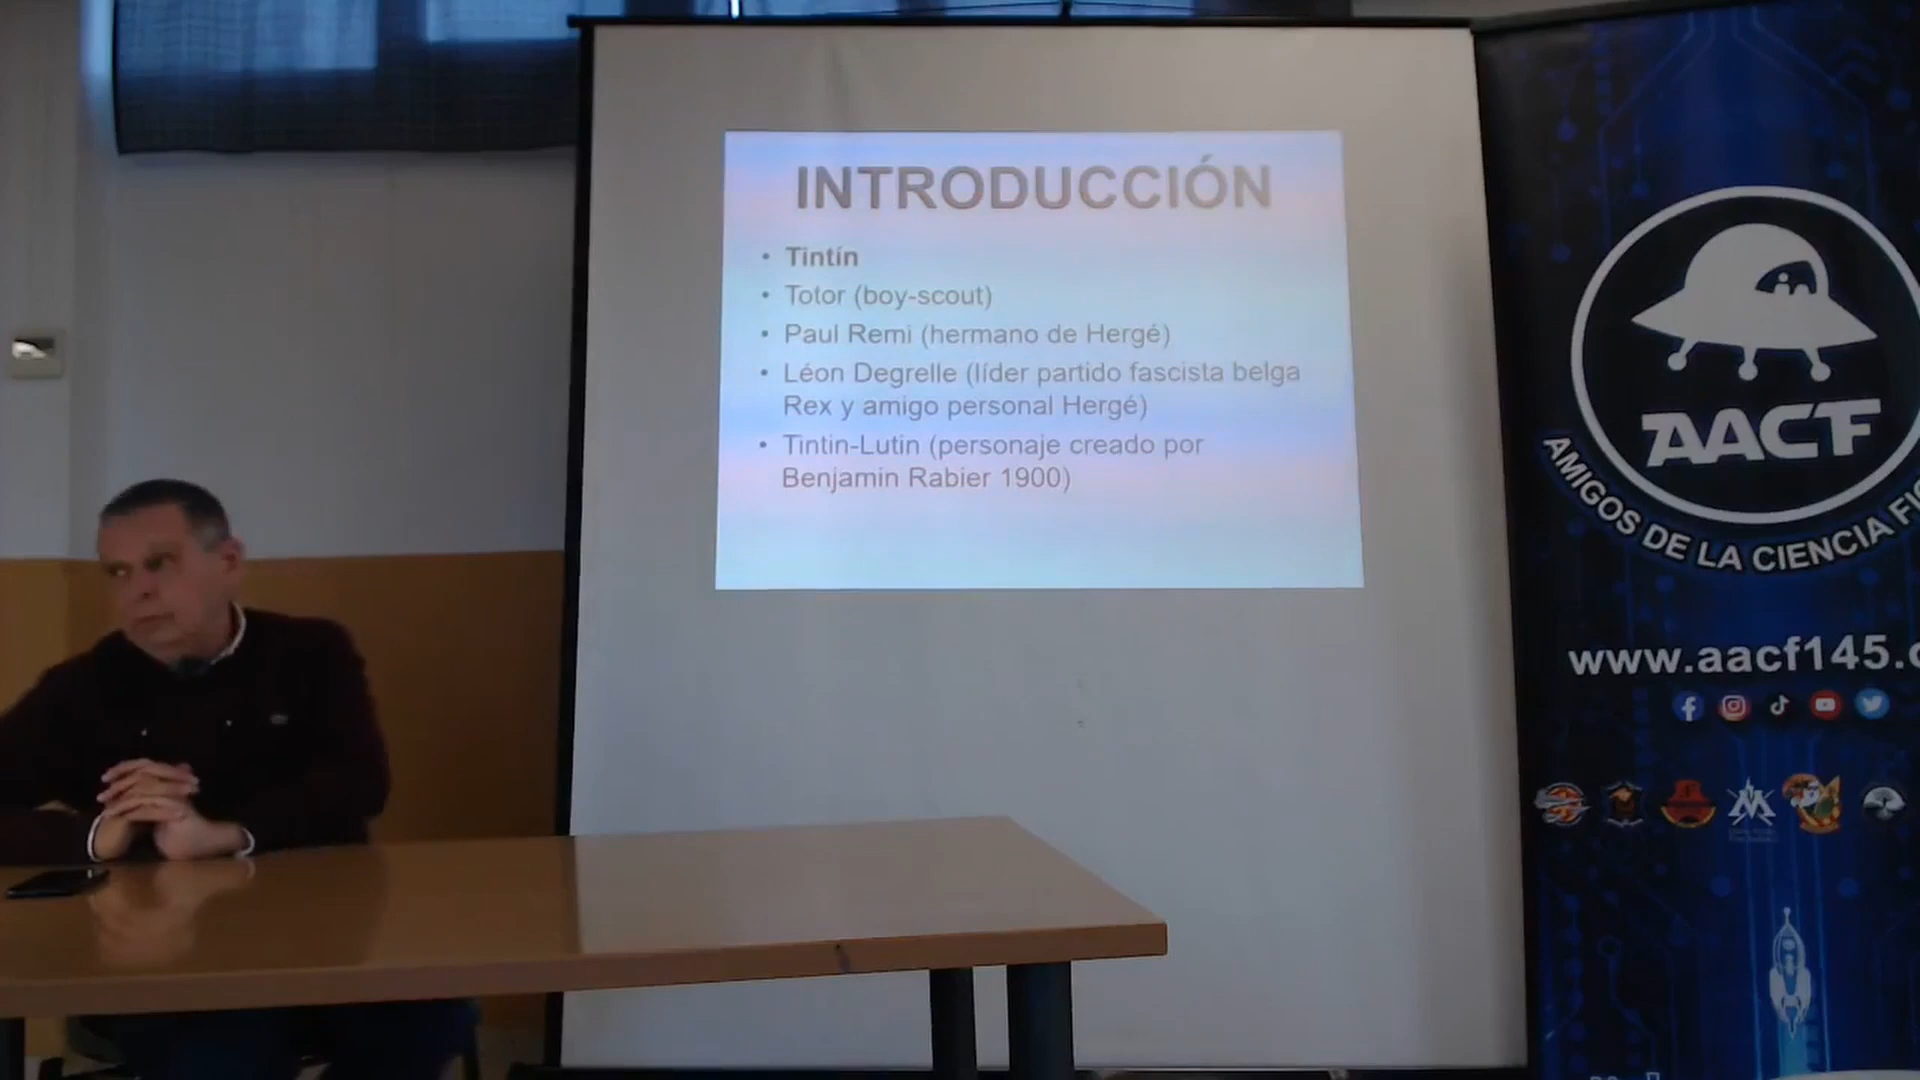 INTRODUCCIÓN
• Tintín
• Totor (boy-scout)
• Paul Remi (hermano de Hergé)
• Léon Degrelle (líder partido fascista belga
Rex y amigo personal Hergé)
• Tintin-Lutin (personaje creado por
Benjamin Rabier 1900)
AACF
AMIGOS DE LA CIENCIA
www.aacf145.